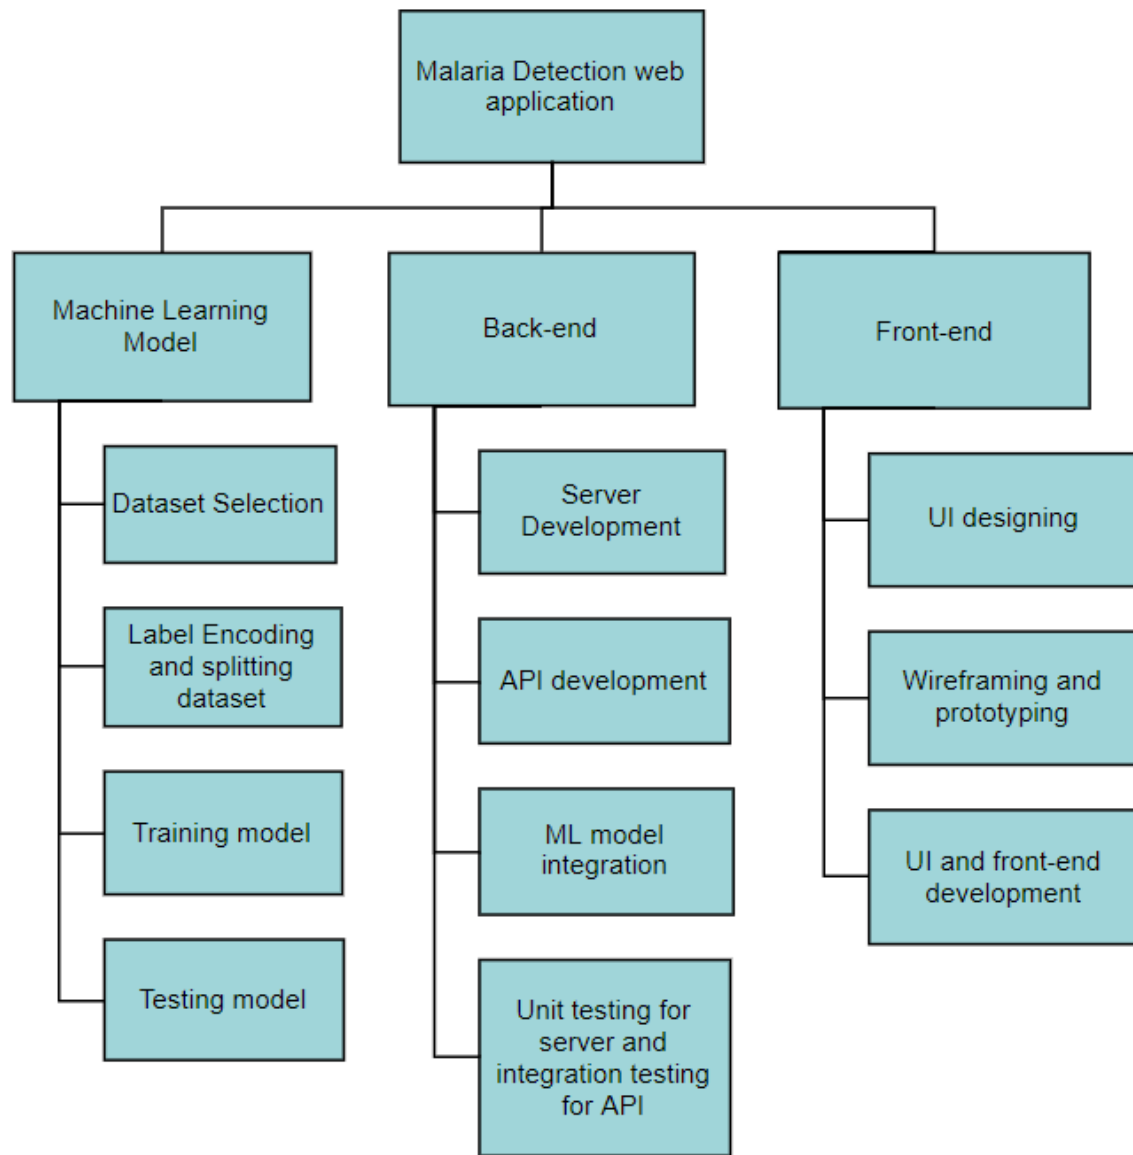 Malaria Detection web
application
Machine Learning
Model
Dataset Selection
Label Encoding
and splitting
dataset
Training model
Testing model
Back-end
Server
Development
API development
ML model
integration
Unit testing for
server and
integration testing
for API
Front-end
UI designing
Wireframing and
prototyping
UI and front-end
development